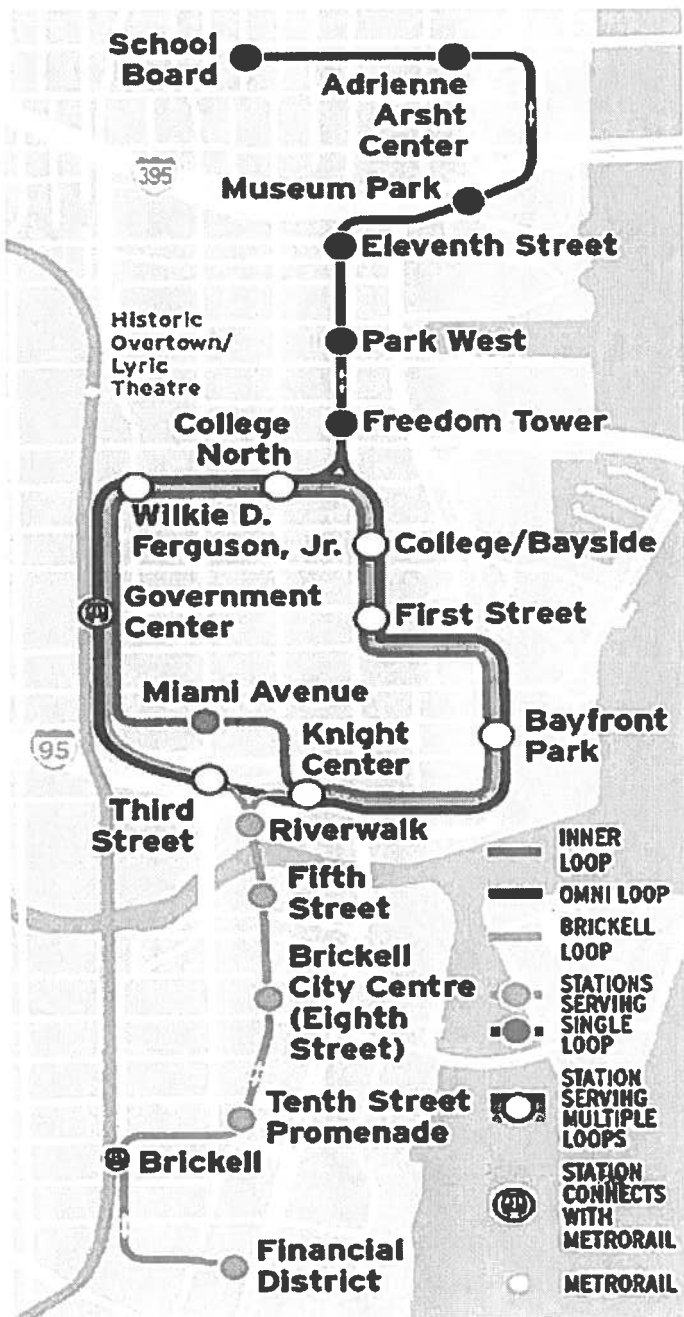 School
Board
Adrienne
Arsht
Center
395
Museum Park
Eleventh Street
Historic
Overtown/
Lyric
Theatre
Park West
Freedom Tower
College
North
Wilkie D.
Ferguson, Jr.
College/Bayside
Government
Center
First Street
Miami Avenue
Knight
Center
Bayfront
Park
95
Third
Street
Riverwalk
Fifth
Street
Brickell
City Centre
(Eighth
Street)
Tenth Street
Promenade
Brickell
Financial
District
INNER
LOOP
OMNI LOOP
BRICKELL
LOOP
STATIONS
SERVING
SINGLE
LOOP
STATION
SERVING
MULTIPLE
LOOPS
STATION
CONNECTS
WITH
METRORAIL
METRORAIL